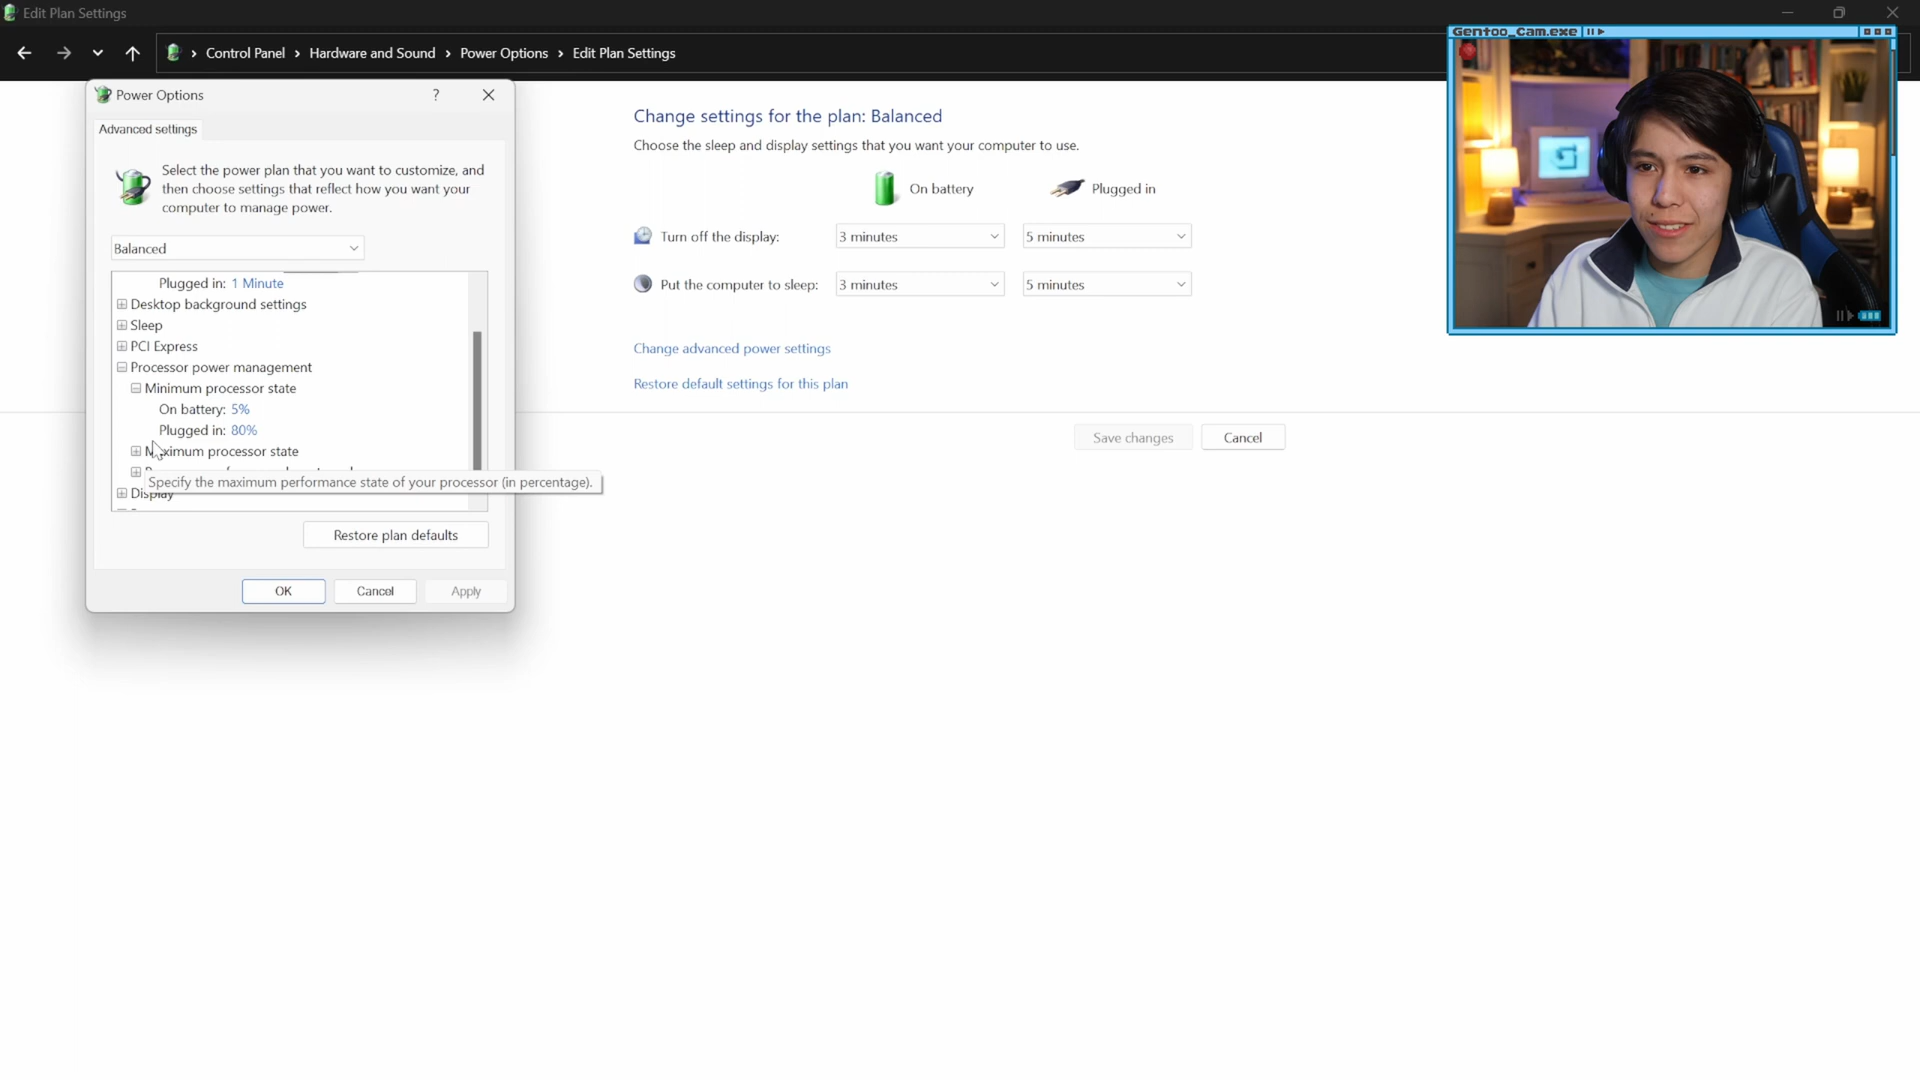 Edit Plan Settings
Control Panel > Hardware and Sound > Power Options > Edit Plan Settings
Gentoo_Cam.exe
Power Options
?
Advanced settings
Select the power plan that you want to customize, and
then choose settings that reflect how you want your
computer to manage power.
Balanced
Plugged in: 1 Minute
Desktop background settings
Sleep
PCI Express
Processor power management
Minimum processor state
On battery: 5%
Plugged in: 80%
Maximum processor state
Specify the maximum performance state of your processor (in percentage).
Display
Restore plan defaults
OK
Cancel
Apply
Change settings for the plan: Balanced
Choose the sleep and display settings that you want your computer to use.
On battery
Plugged in
Turn off the display:
3 minutes
5 minutes
Put the computer to sleep:
3 minutes
5 minutes
Change advanced power settings
Restore default settings for this plan
Save changes
Cancel